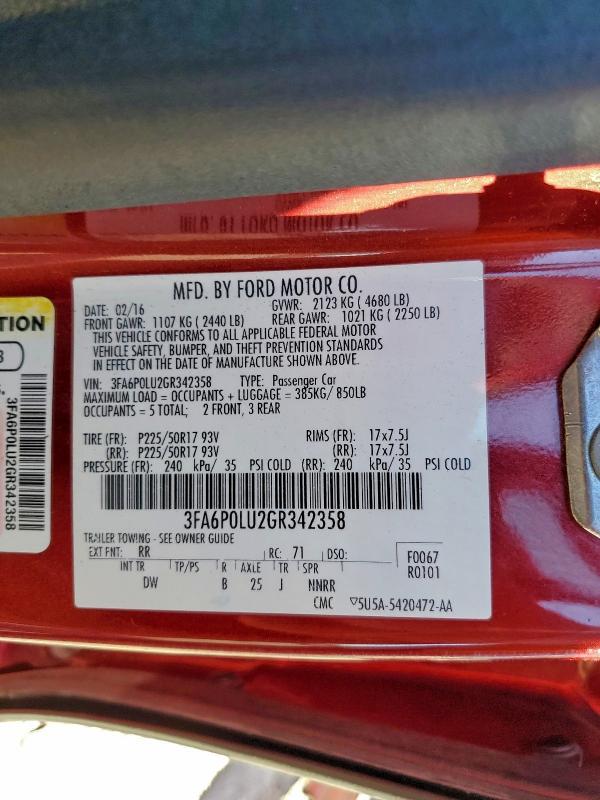 MFD. BY FORD MOTOR CO.
DATE: 02/16 GVWR: 2123 KG (4680 LB)
FRONT GAWR: 1107 KG (2440 LB) REAR GAWR: 1021 KG (2250 LB)
THIS VEHICLE CONFORMS TO ALL APPLICABLE FEDERAL MOTOR
VEHICLE SAFETY, BUMPER, AND THEFT PREVENTION STANDARDS
IN EFFECT ON THE DATE OF MANUFACTURE SHOWN ABOVE.
VIN: 3FA6P0LU2GR342358 TYPE: Passenger Car
MAXIMUM LOAD = OCCUPANTS + LUGGAGE = 385KG/850LB
OCCUPANTS = 5 TOTAL; 2 FRONT, 3 REAR
TIRE (FR): P225/50R17 93V RIMS (FR): 17x7.5J
(RR): P225/50R17 93V (RR): 17x7.5J
PRESSURE (FR): 240 kPa/ 35 PSI COLD (RR): 240 kPa/ 35 PSI COLD
3FA6P0LU2GR342358
TRAILER TOWING - SEE OWNER GUIDE
EXT PNT: RR RC: 71 DSO: F0067
INT TR TP/PS R AXLE TR SPR R0101
DW B 25 J NNRR
CMC ▽5U5A-5420472-AA
TION
3FA6P0LU2GR342358